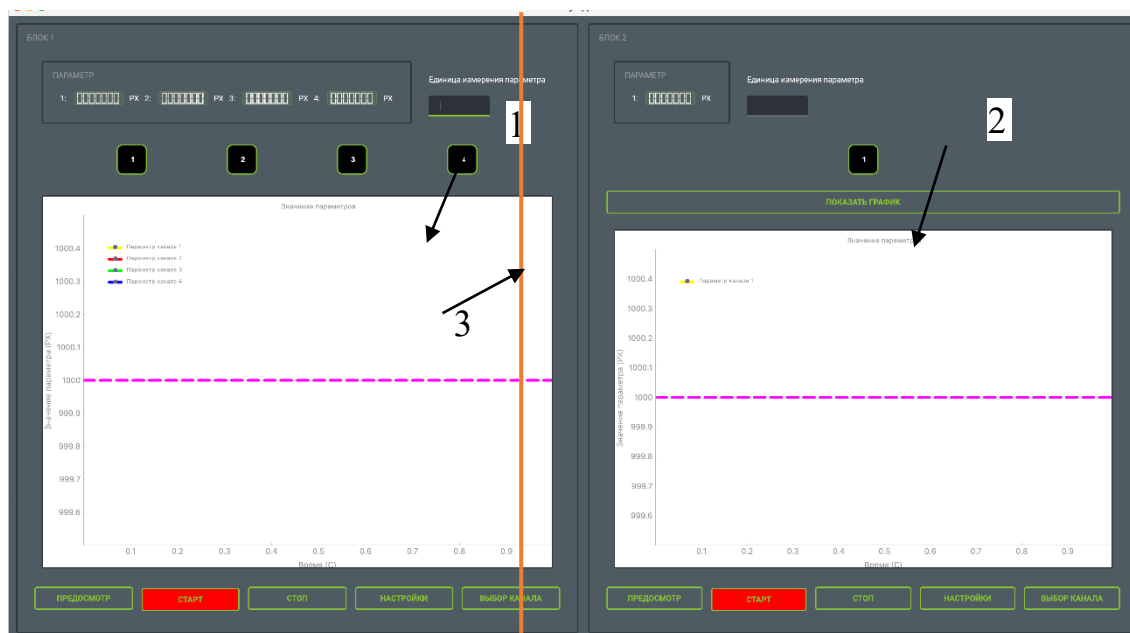 БЛОК 1
ПАРАМЕТР
1: PX 2: PX 3: PX 4: PX
Единица измерения параметра
1
1 2 3 4
Значение параметров
1000.4
1000.3
1000.2
1000.1
1000
999.9
999.8
999.7
999.6
Значение параметра (PX)
Параметр канала 1
Параметр канала 2
Параметр канала 3
Параметр канала 4
3
0.1 0.2 0.3 0.4 0.5 0.6 0.7 0.8 0.9
Время (С)
ПРЕДОСМОТР СТАРТ СТОП НАСТРОЙКИ ВЫБОР КАНАЛА
БЛОК 2
ПАРАМЕТР
1: PX
Единица измерения параметра
2
1
ПОКАЗАТЬ ГРАФИК
Значение параметра
1000.4
1000.3
1000.2
1000.1
1000
999.9
999.8
999.7
999.6
Значение параметра (PX)
Параметр канала 1
0.1 0.2 0.3 0.4 0.5 0.6 0.7 0.8 0.9
Время (С)
ПРЕДОСМОТР СТАРТ СТОП НАСТРОЙКИ ВЫБОР КАНАЛА